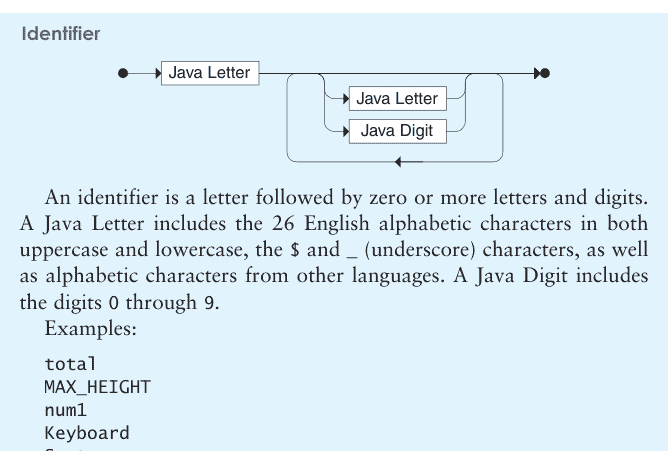 Identifier
Java Letter
Java Letter
Java Digit
An identifier is a letter followed by zero or more letters and digits.
A Java Letter includes the 26 English alphabetic characters in both
uppercase and lowercase, the $ and _ (underscore) characters, as well
as alphabetic characters from other languages. A Java Digit includes
the digits 0 through 9.
Examples:
total
MAX_HEIGHT
num1
Keyboard